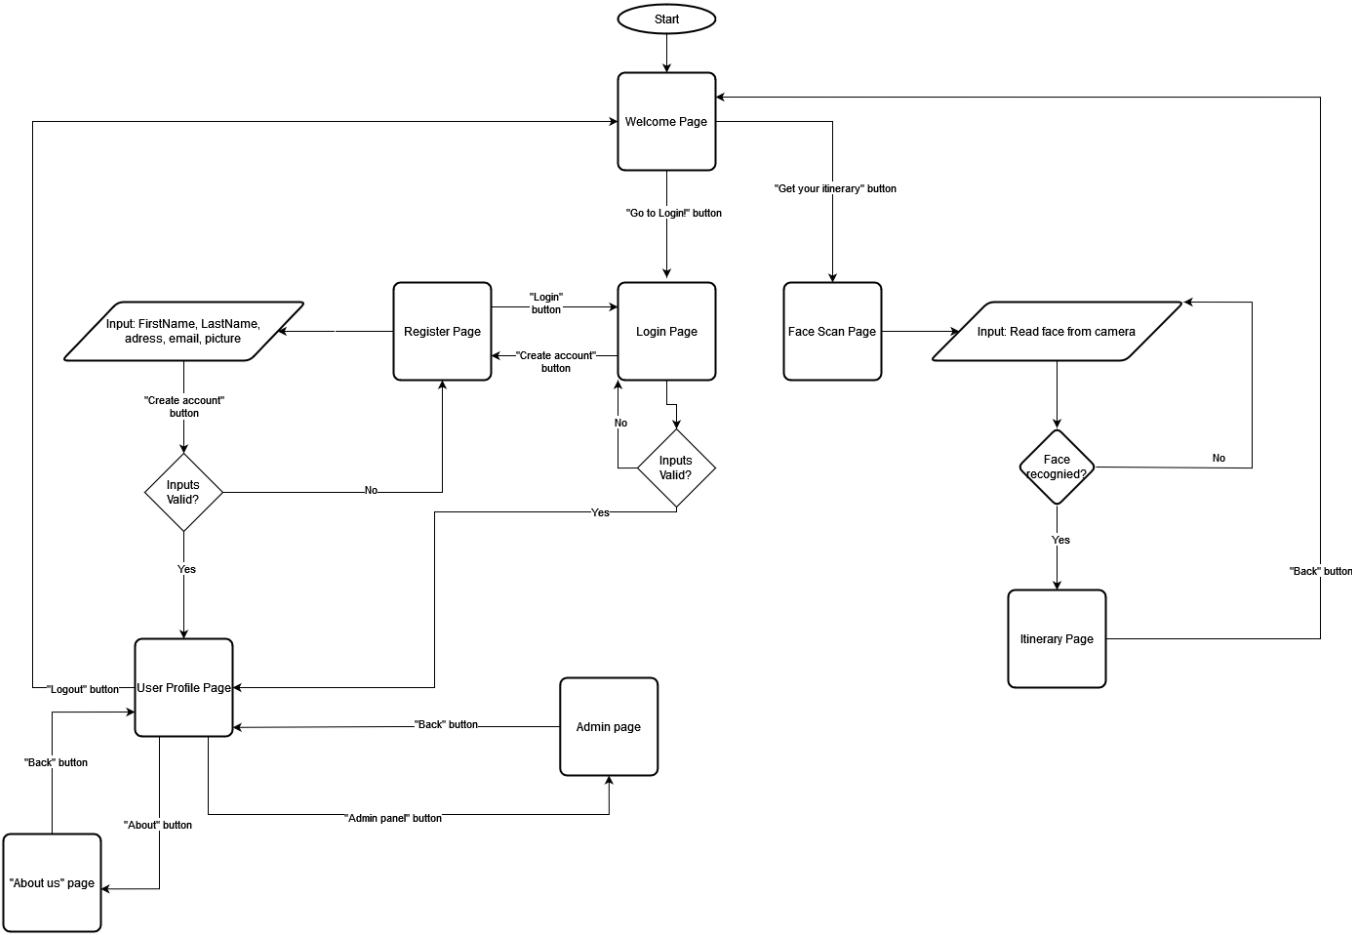 Start
Welcome Page
"Get your itinerary" button
"Go to Login!" button
Input: FirstName, LastName,
adress, email, picture
Register Page
"Login"
button
"Create account"
button
Login Page
Face Scan Page
Input: Read face from camera
"Create account"
button
No
Inputs
Valid?
Face
recognied?
No
Inputs
Valid?
No
Yes
Yes
Yes
"Back" button
Itinerary Page
User Profile Page
"Logout" button
"Back" button
Admin page
"Back" button
"Admin panel" button
"About" button
"About us" page